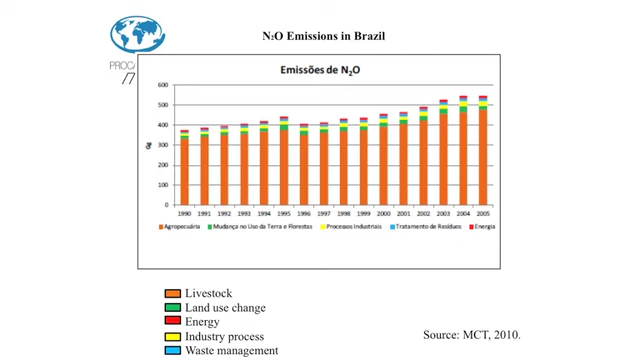 N₂O Emissions in Brazil
PROCA
Emissões de N₂O
600
500
400
300
200
100
0
Gg
1990 1991 1992 1993 1994 1995 1996 1997 1998 1999 2000 2001 2002 2003 2004 2005
Agropecuária Mudança no Uso da Terra e Florestas Processos Industriais Tratamento de Resíduos Energia
Livestock
Land use change
Energy
Industry process
Waste management
Source: MCT, 2010.